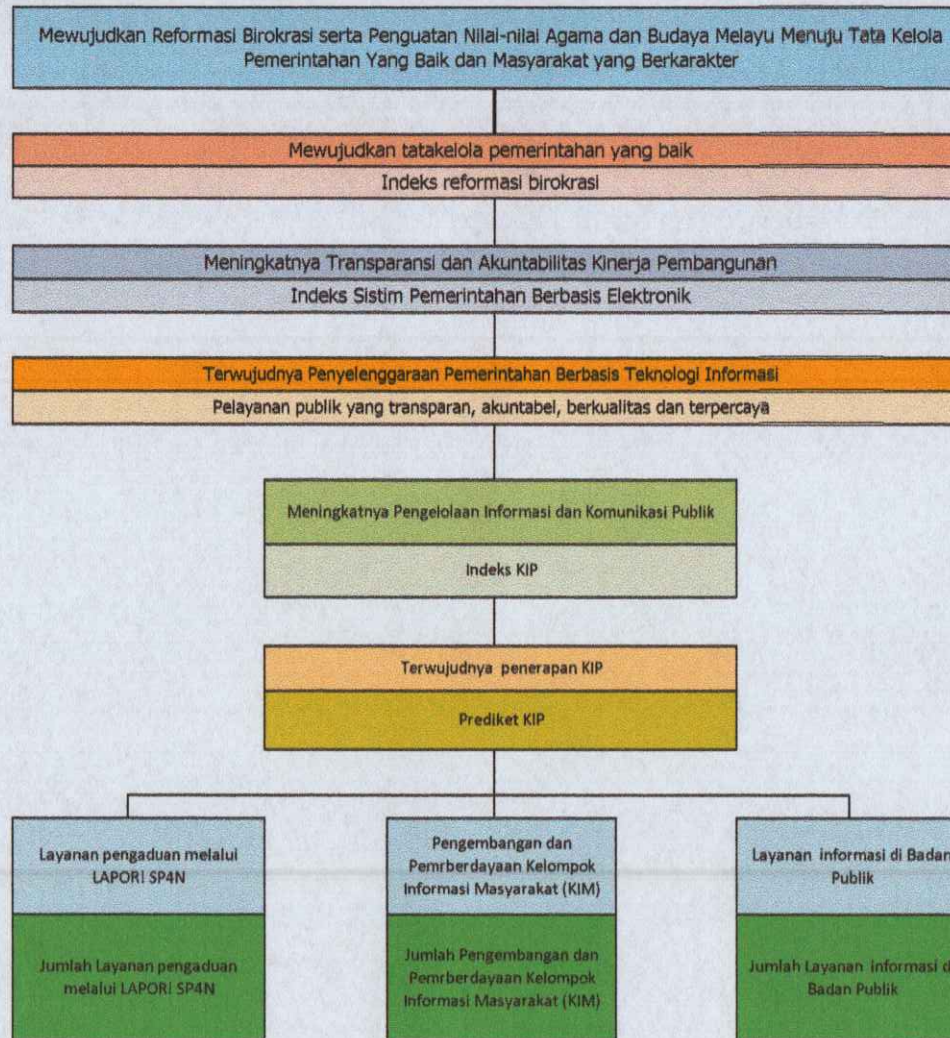 Mewujudkan Reformasi Birokrasi serta Penguatan Nilai-nilai Agama dan Budaya Melayu Menuju Tata Kelola
Pemerintahan Yang Baik dan Masyarakat yang Berkarakter
Mewujudkan tatakelola pemerintahan yang baik
Indeks reformasi birokrasi
Meningkatnya Transparansi dan Akuntabilitas Kinerja Pembangunan
Indeks Sistim Pemerintahan Berbasis Elektronik
Terwujudnya Penyelenggaraan Pemerintahan Berbasis Teknologi Informasi
Pelayanan publik yang transparan, akuntabel, berkualitas dan terpercaya
Meningkatnya Pengelolaan Informasi dan Komunikasi Publik
Indeks KIP
Terwujudnya penerapan KIP
Prediket KIP
Layanan pengaduan melalui
LAPOR! SP4N
Jumlah Layanan pengaduan
melalui LAPOR! SP4N
Pengembangan dan
Pemrberdayaan Kelompok
Informasi Masyarakat (KIM)
Jumlah Pengembangan dan
Pemrberdayaan Kelompok
Informasi Masyarakat (KIM)
Layanan informasi di Badan
Publik
Jumlah Layanan informasi d
Badan Publik